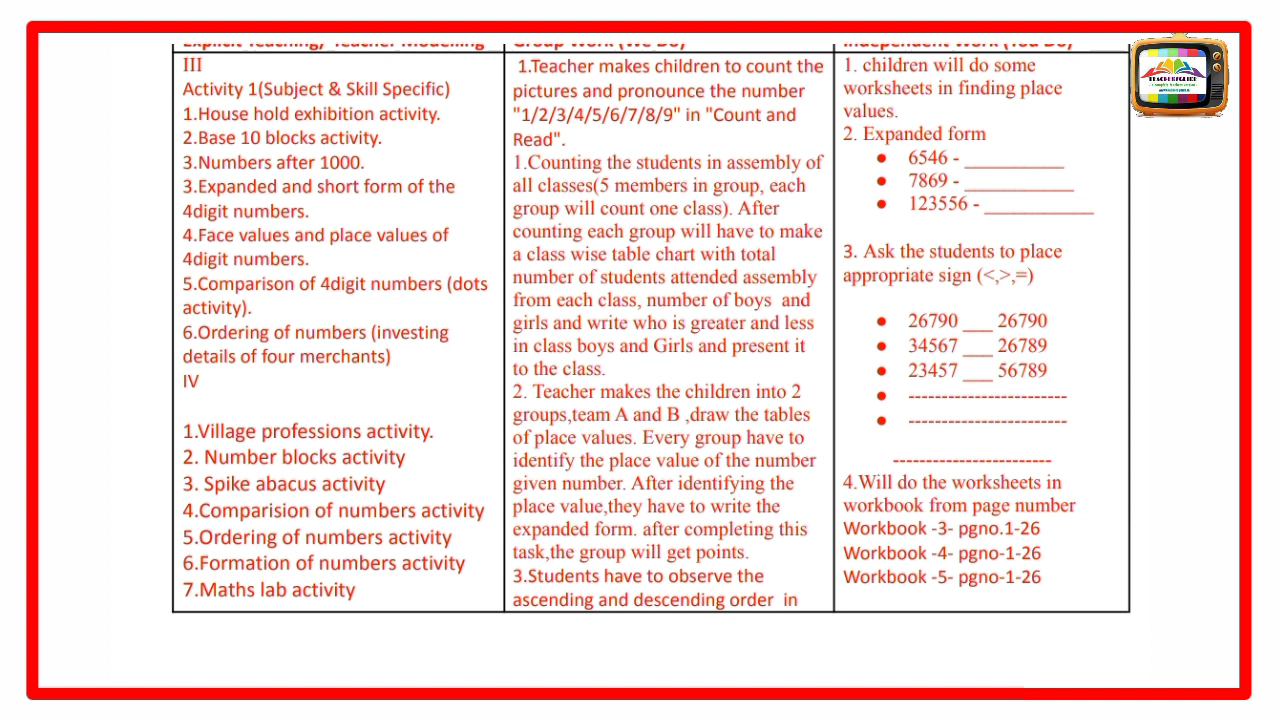 Explicit Teaching/ Teacher Modelling
Group Work (We Do)
Independent Work (You Do)
III
Activity 1(Subject & Skill Specific)
1.House hold exhibition activity.
2.Base 10 blocks activity.
3.Numbers after 1000.
3.Expanded and short form of the
4digit numbers.
4.Face values and place values of
4digit numbers.
5.Comparison of 4digit numbers (dots
activity).
6.Ordering of numbers (investing
details of four merchants)
IV
1.Village professions activity.
2. Number blocks activity
3. Spike abacus activity
4.Comparision of numbers activity
5.Ordering of numbers activity
6.Formation of numbers activity
7.Maths lab activity
1.Teacher makes children to count the
pictures and pronounce the number
"1/2/3/4/5/6/7/8/9" in "Count and
Read".
1.Counting the students in assembly of
all classes(5 members in group, each
group will count one class). After
counting each group will have to make
a class wise table chart with total
number of students attended assembly
from each class, number of boys and
girls and write who is greater and less
in class boys and Girls and present it
to the class.
2. Teacher makes the children into 2
groups,team A and B ,draw the tables
of place values. Every group have to
identify the place value of the number
given number. After identifying the
place value,they have to write the
expanded form. after completing this
task,the group will get points.
3.Students have to observe the
ascending and descending order in
1. children will do some
worksheets in finding place
values.
2. Expanded form
● 6546 - __________
● 7869 - ___________
● 123556 - ___________
3. Ask the students to place
appropriate sign (<,>,=)
● 26790 ___ 26790
● 34567 ___ 26789
● 23457 ___ 56789
● ------------------------
● ------------------------
------------------------
4.Will do the worksheets in
workbook from page number
Workbook -3- pgno.1-26
Workbook -4- pgno-1-26
Workbook -5- pgno-1-26